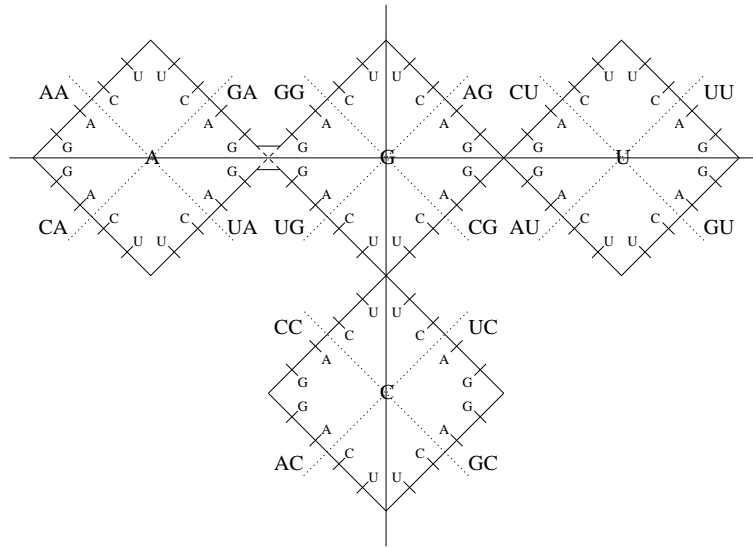 U U U U U U
AA GA GG AG CU UU
C C C C C C
A A A A A A
G G G G G G
A G U
G G G G G G
A A A A A A
C C C C C C
CA UA UG CG AU GU
U U U U U U
U U
CC UC
C C
A A
G G
C
G G
A A
C C
AC GC
U U